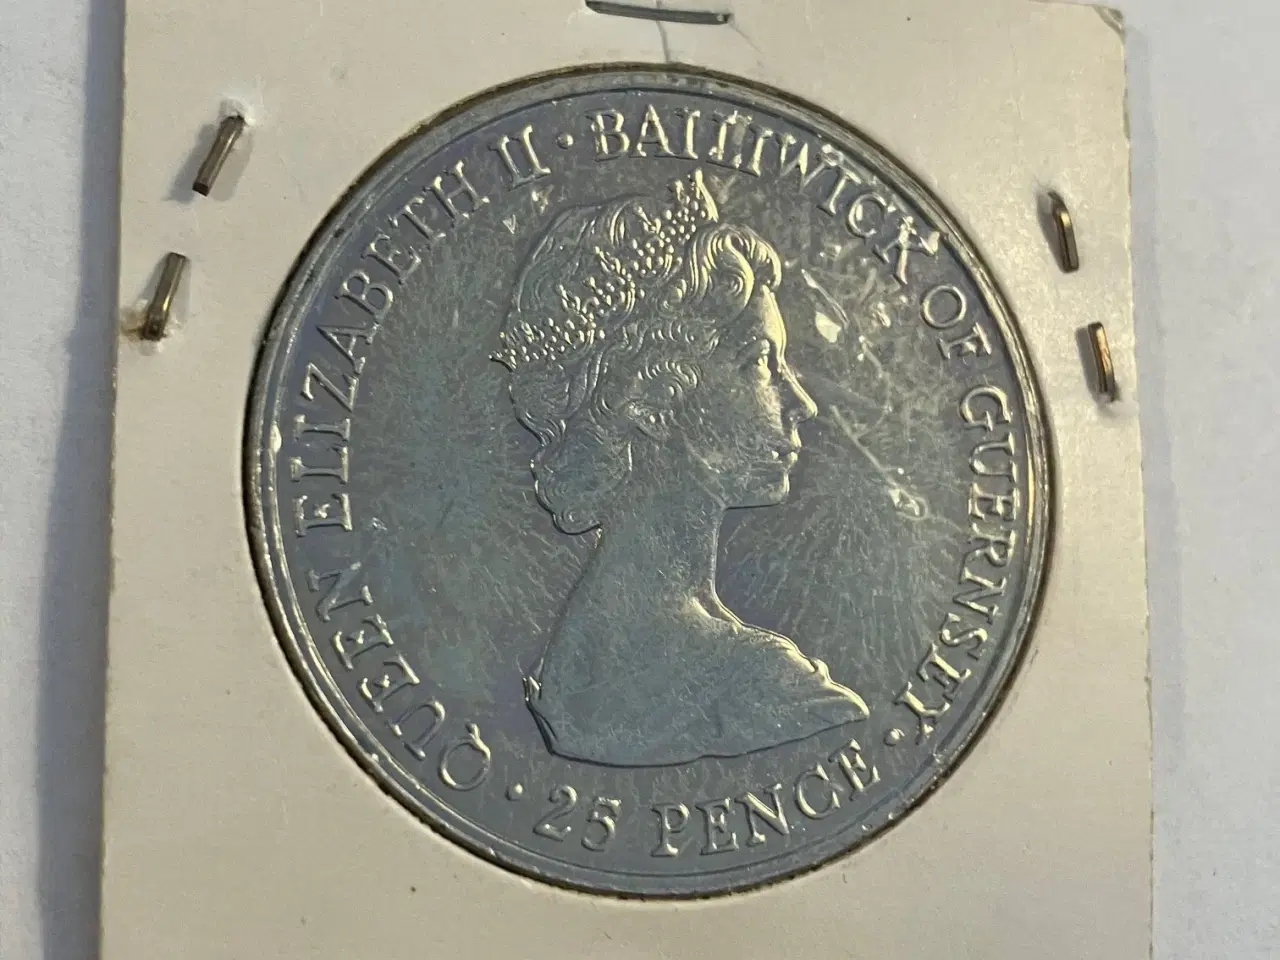 QUEEN ELIZABETH II · BAILIWICK OF GUERNSEY ·
25 PENCE ·